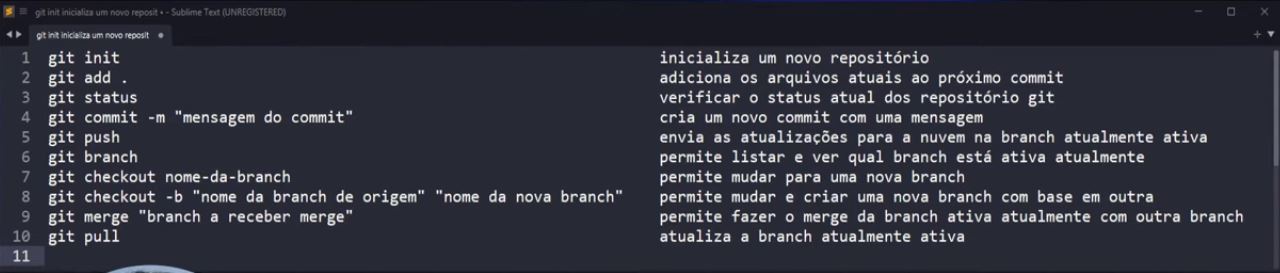 git init inicializa um novo reposit • - Sublime Text (UNREGISTERED)
git init inicializa um novo reposit
1 git init inicializa um novo repositório
2 git add . adiciona os arquivos atuais ao próximo commit
3 git status verificar o status atual dos repositório git
4 git commit -m "mensagem do commit" cria um novo commit com uma mensagem
5 git push envia as atualizações para a nuvem na branch atualmente ativa
6 git branch permite listar e ver qual branch está ativa atualmente
7 git checkout nome-da-branch permite mudar para uma nova branch
8 git checkout -b "nome da branch de origem" "nome da nova branch" permite mudar e criar uma nova branch com base em outra
9 git merge "branch a receber merge" permite fazer o merge da branch ativa atualmente com outra branch
10 git pull atualiza a branch atualmente ativa
11